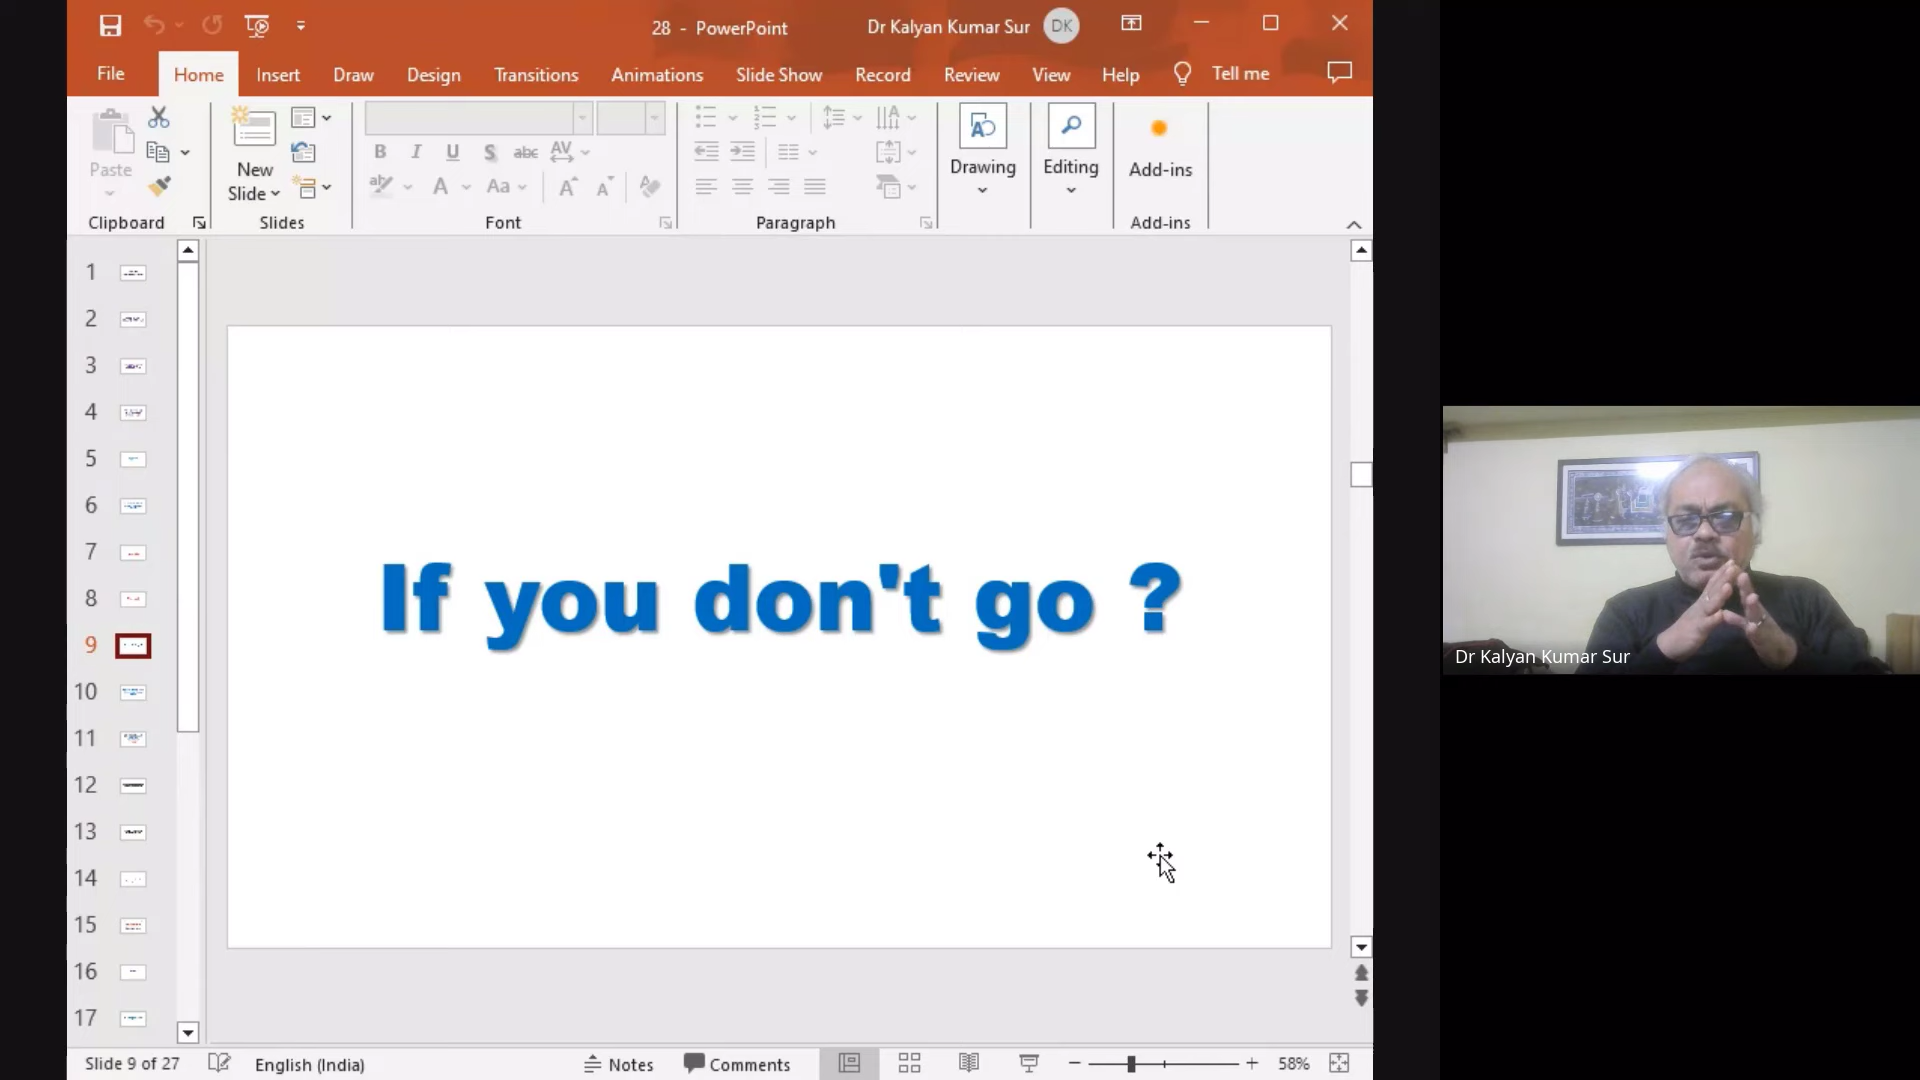 28 - PowerPoint
Dr Kalyan Kumar Sur
DK
File
Home
Insert
Draw
Design
Transitions
Animations
Slide Show
Record
Review
View
Help
Tell me
Paste
New
Slide
Drawing
Editing
Add-ins
Clipboard
Slides
Font
Paragraph
Add-ins
B I U S abc AV
A Aa A A
1
2
3
4
5
6
7
8
9
10
11
12
13
14
15
16
17
If you don't go ?
Dr Kalyan Kumar Sur
Slide 9 of 27
English (India)
Notes
Comments
58%